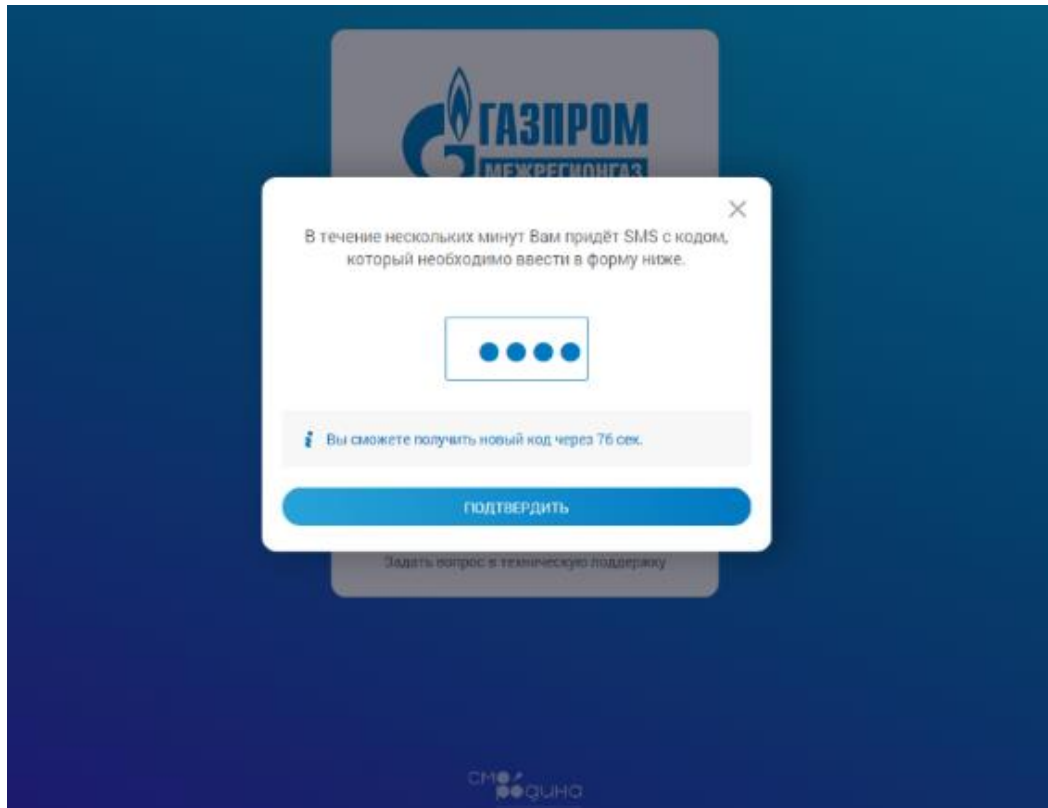 ГАЗПРОМ
МЕЖРЕГИОНГАЗ
В течение нескольких минут Вам придёт SMS с кодом,
который необходимо ввести в форму ниже.
i Вы сможете получить новый код через 76 сек.
ПОДТВЕРДИТЬ
Задать вопрос в техническую поддержку
СМОРОДИНА